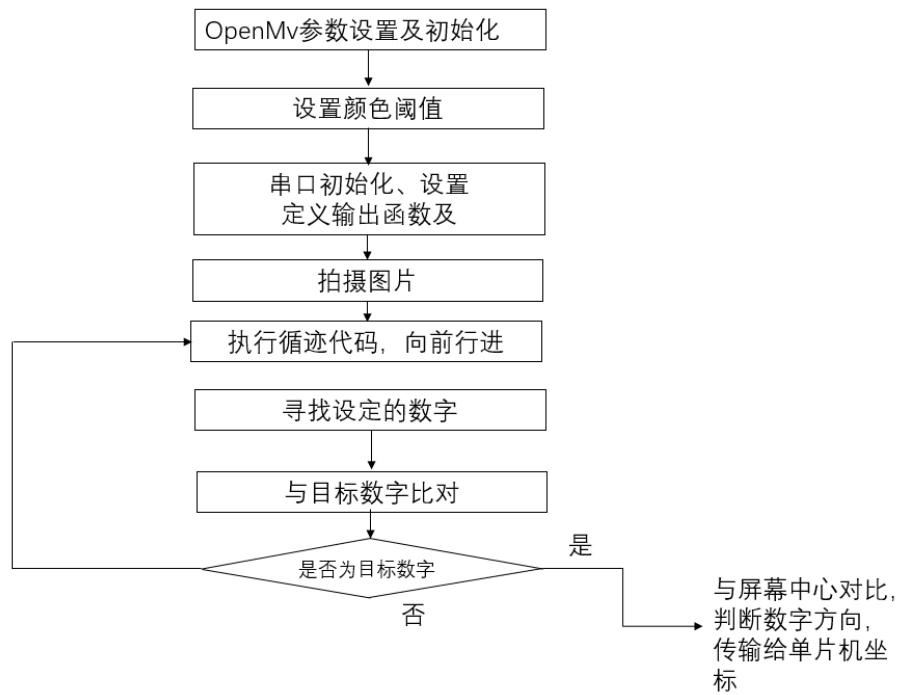 OpenMv参数设置及初始化
设置颜色阈值
串口初始化、设置
定义输出函数及
拍摄图片
执行循迹代码，向前行进
寻找设定的数字
与目标数字比对
是否为目标数字
是
否
与屏幕中心对比，
判断数字方向，
传输给单片机坐
标